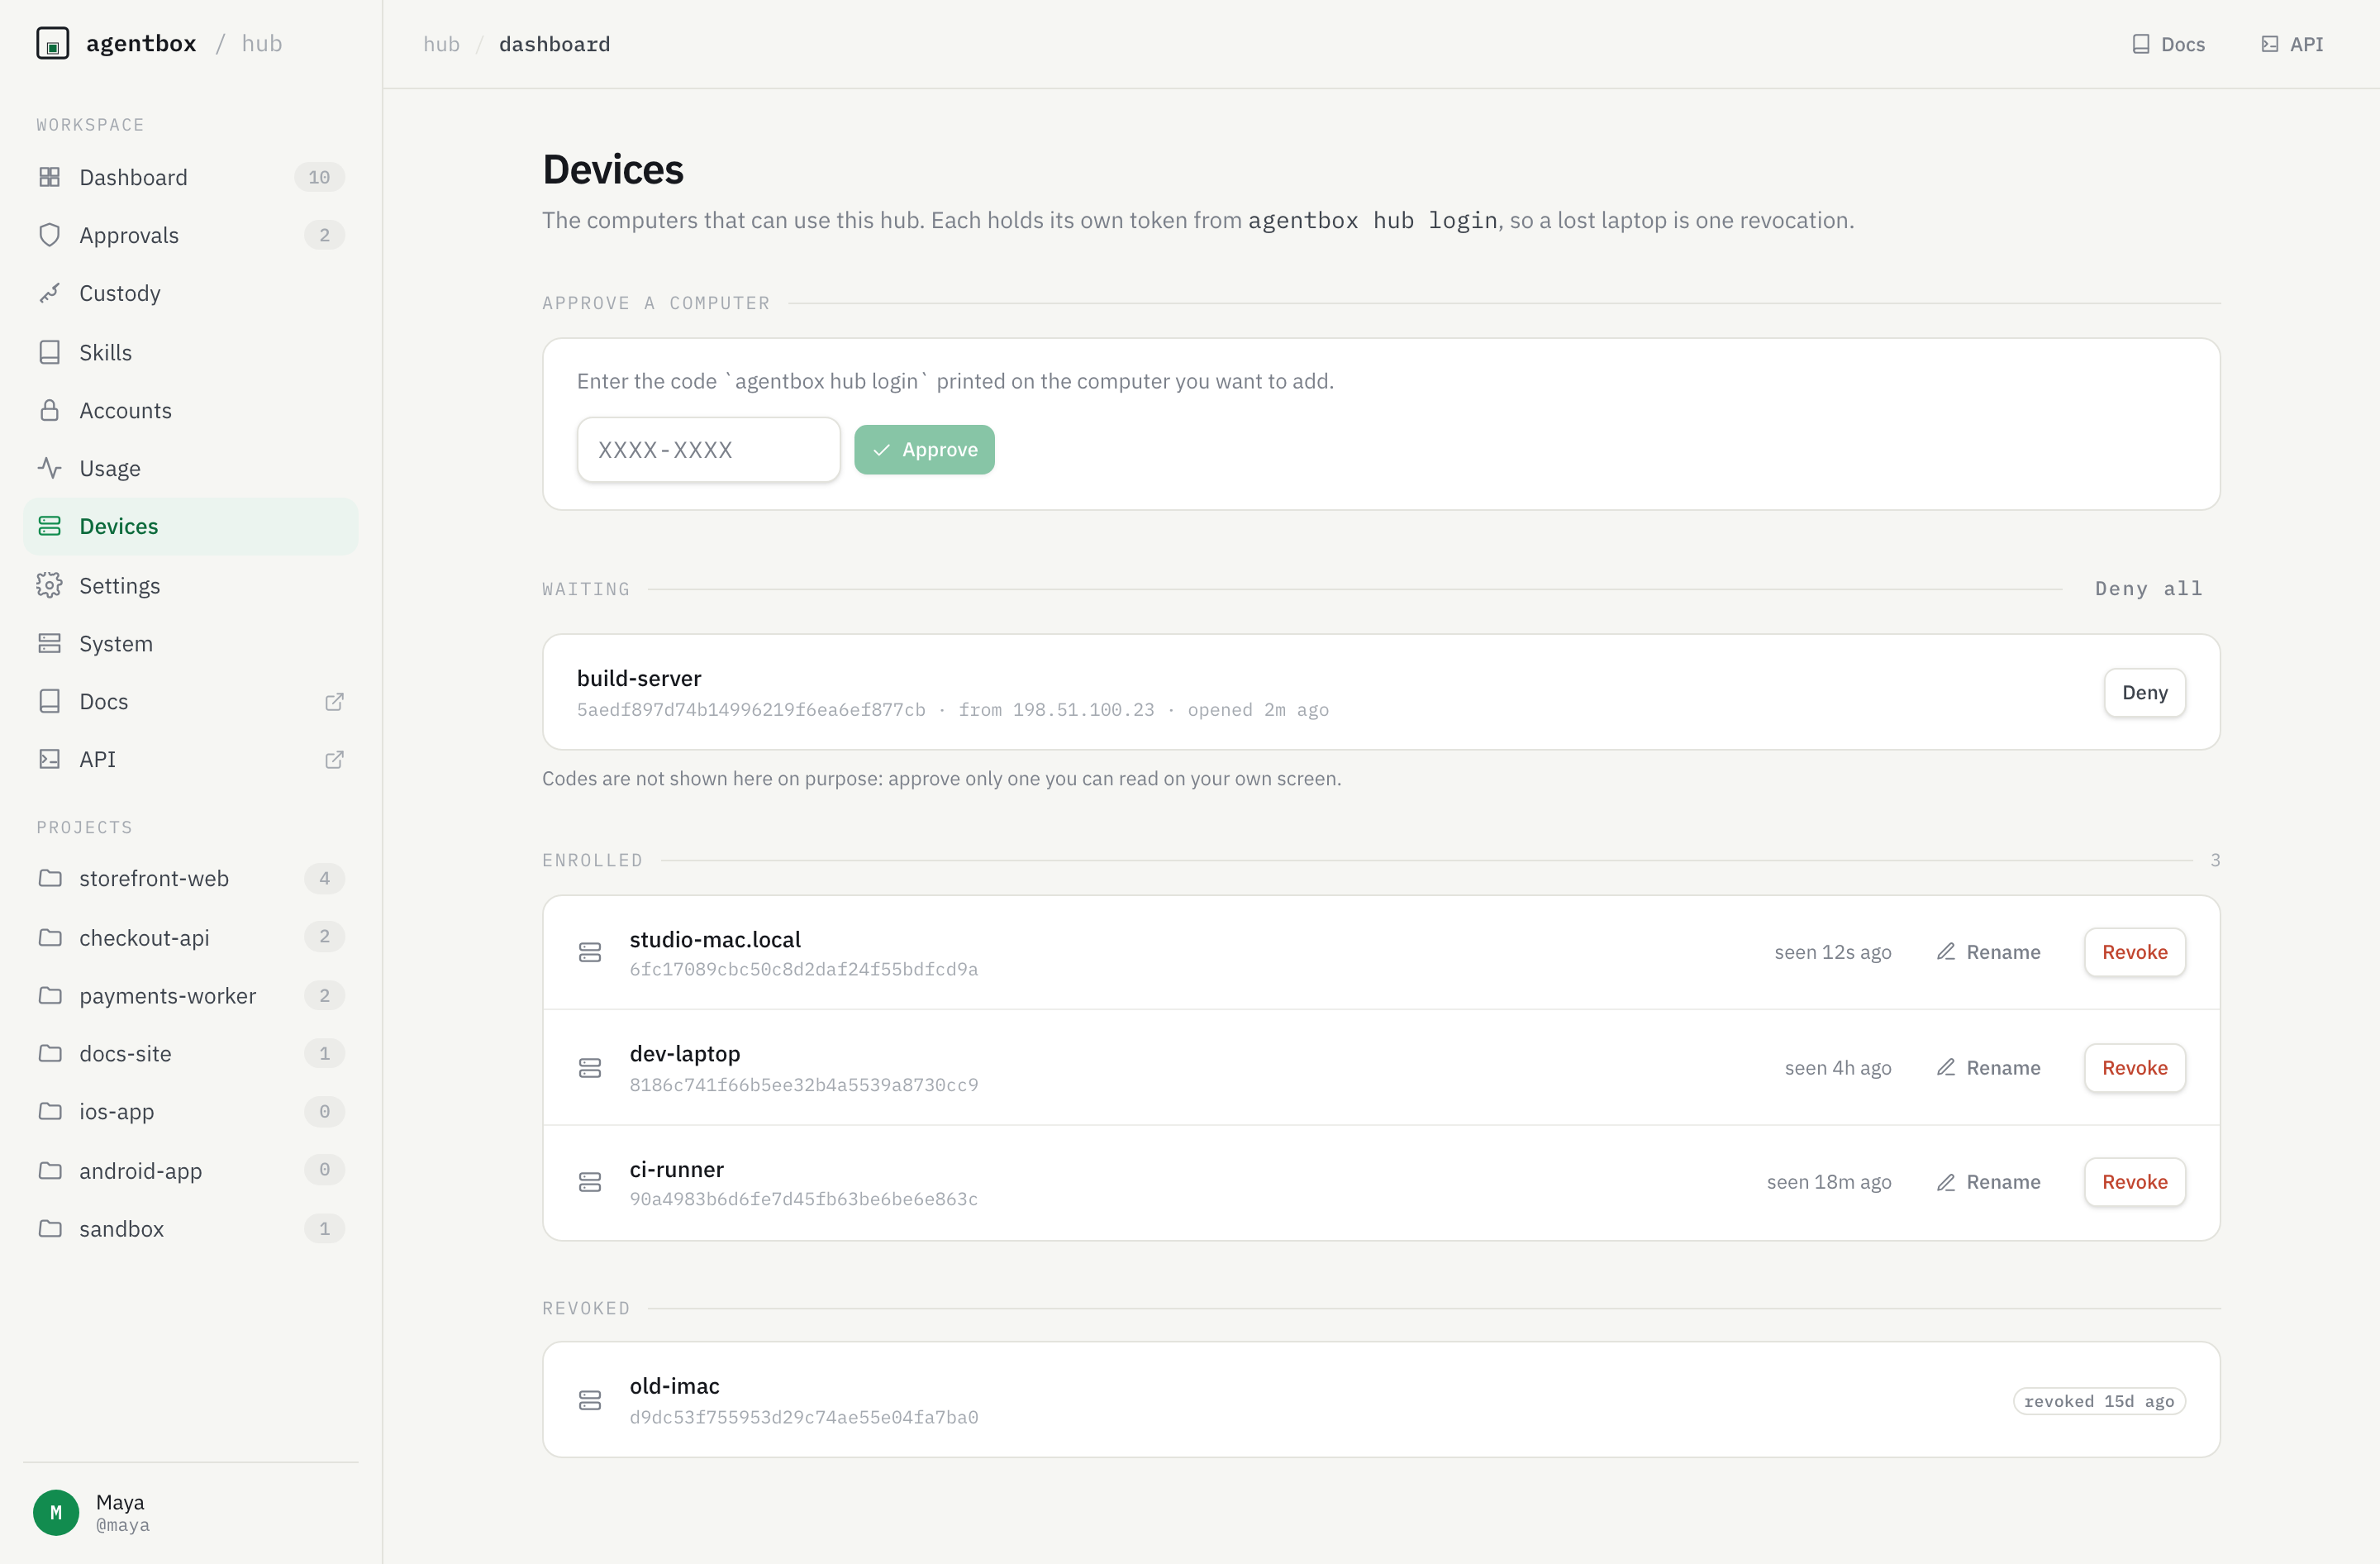 agentbox / hub
WORKSPACE
Dashboard 10
Approvals 2
Custody
Skills
Accounts
Usage
Devices
Settings
System
Docs
API
PROJECTS
storefront-web 4
checkout-api 2
payments-worker 2
docs-site 1
ios-app 0
android-app 0
sandbox 1
M
Maya
@maya
hub / dashboard
Docs
API
Devices
The computers that can use this hub. Each holds its own token from agentbox hub login, so a lost laptop is one revocation.
APPROVE A COMPUTER
Enter the code `agentbox hub login` printed on the computer you want to add.
XXXX-XXXX
Approve
WAITING
Deny all
build-server
5aedf897d74b14996219f6ea6ef877cb · from 198.51.100.23 · opened 2m ago
Deny
Codes are not shown here on purpose: approve only one you can read on your own screen.
ENROLLED
3
studio-mac.local
6fc17089cbc50c8d2daf24f55bdfcd9a
seen 12s ago
Rename
Revoke
dev-laptop
8186c741f66b5ee32b4a5539a8730cc9
seen 4h ago
Rename
Revoke
ci-runner
90a4983b6d6fe7d45fb63be6be6e863c
seen 18m ago
Rename
Revoke
REVOKED
old-imac
d9dc53f755953d29c74ae55e04fa7ba0
revoked 15d ago